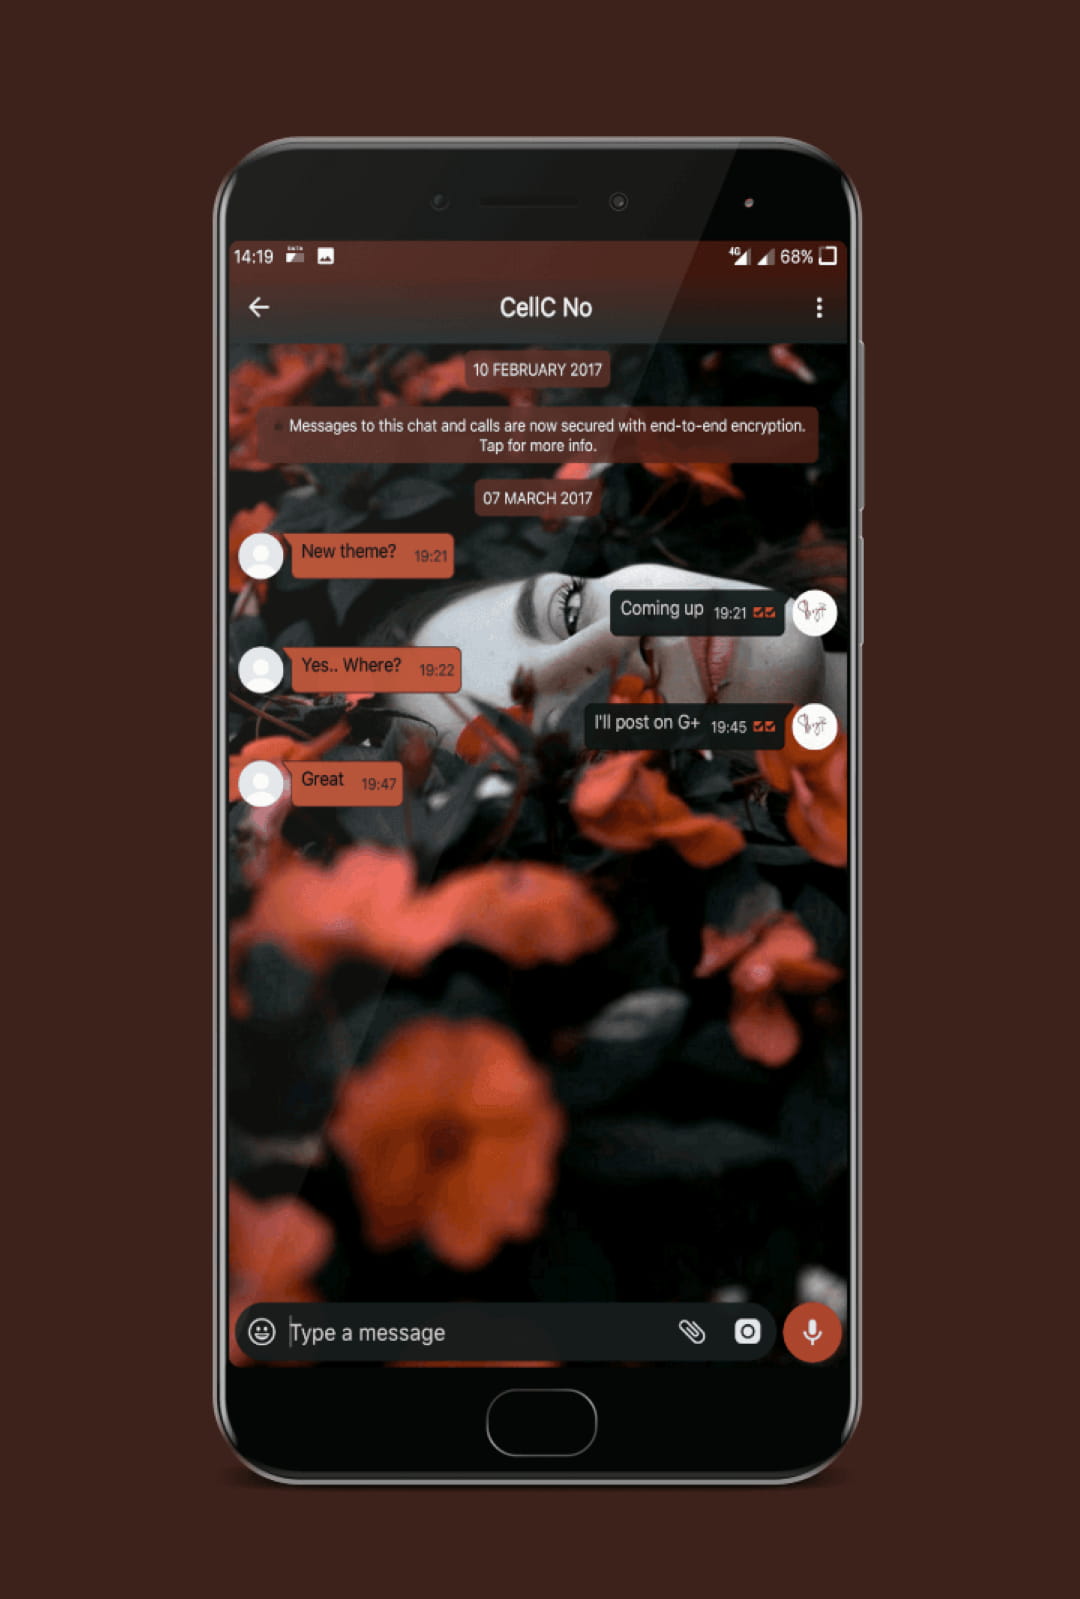 14:19
DATA
4G
68%
CellC No
10 FEBRUARY 2017
Messages to this chat and calls are now secured with end-to-end encryption.
Tap for more info.
07 MARCH 2017
New theme? 19:21
Coming up 19:21
Yes.. Where? 19:22
I'll post on G+ 19:45
Great 19:47
Type a message